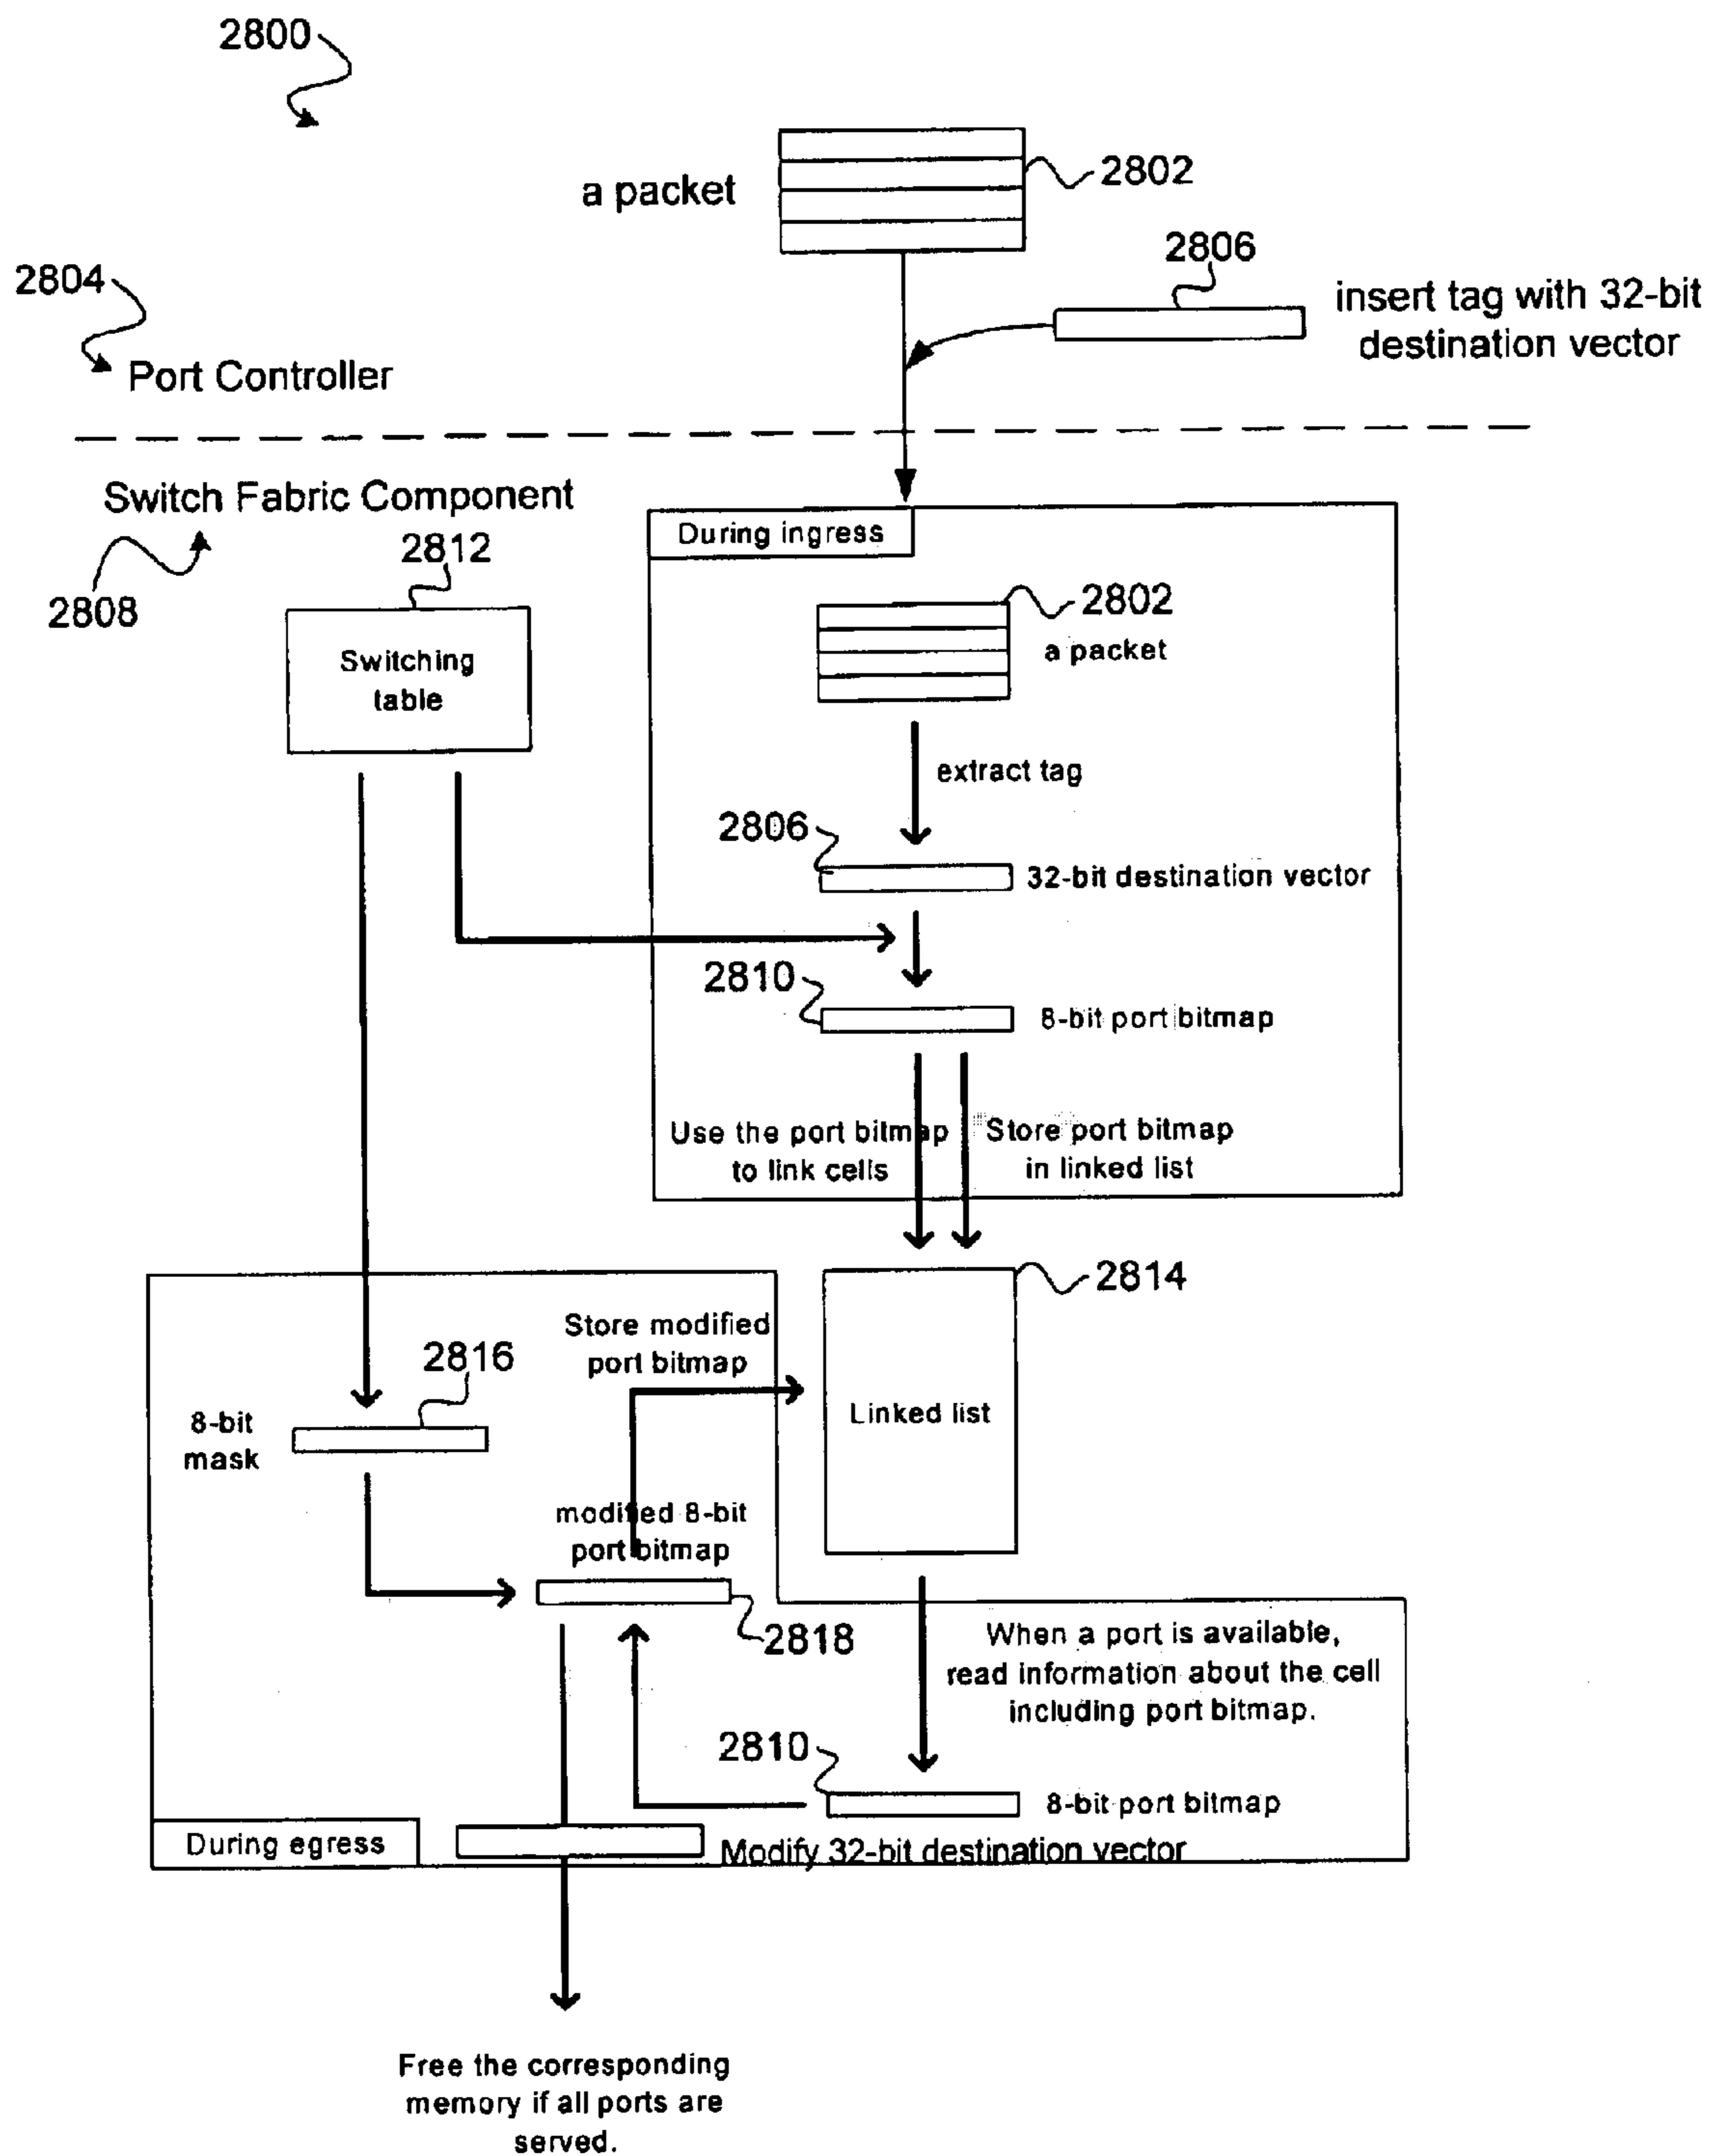 2800
a packet
2802
2804
2806
insert tag with 32-bit
destination vector
Port Controller
Switch Fabric Component
2808
2812
Switching
table
During ingress
2802
a packet
extract tag
2806
32-bit destination vector
2810
8-bit port bitmap
Use the port bitmap
to link cells
Store port bitmap
in linked list
2814
Linked list
Store modified
port bitmap
2816
8-bit
mask
modified 8-bit
port bitmap
2818
When a port is available,
read information about the cell
including port bitmap.
2810
8-bit port bitmap
During egress
Modify 32-bit destination vector
Free the corresponding
memory if all ports are
served.